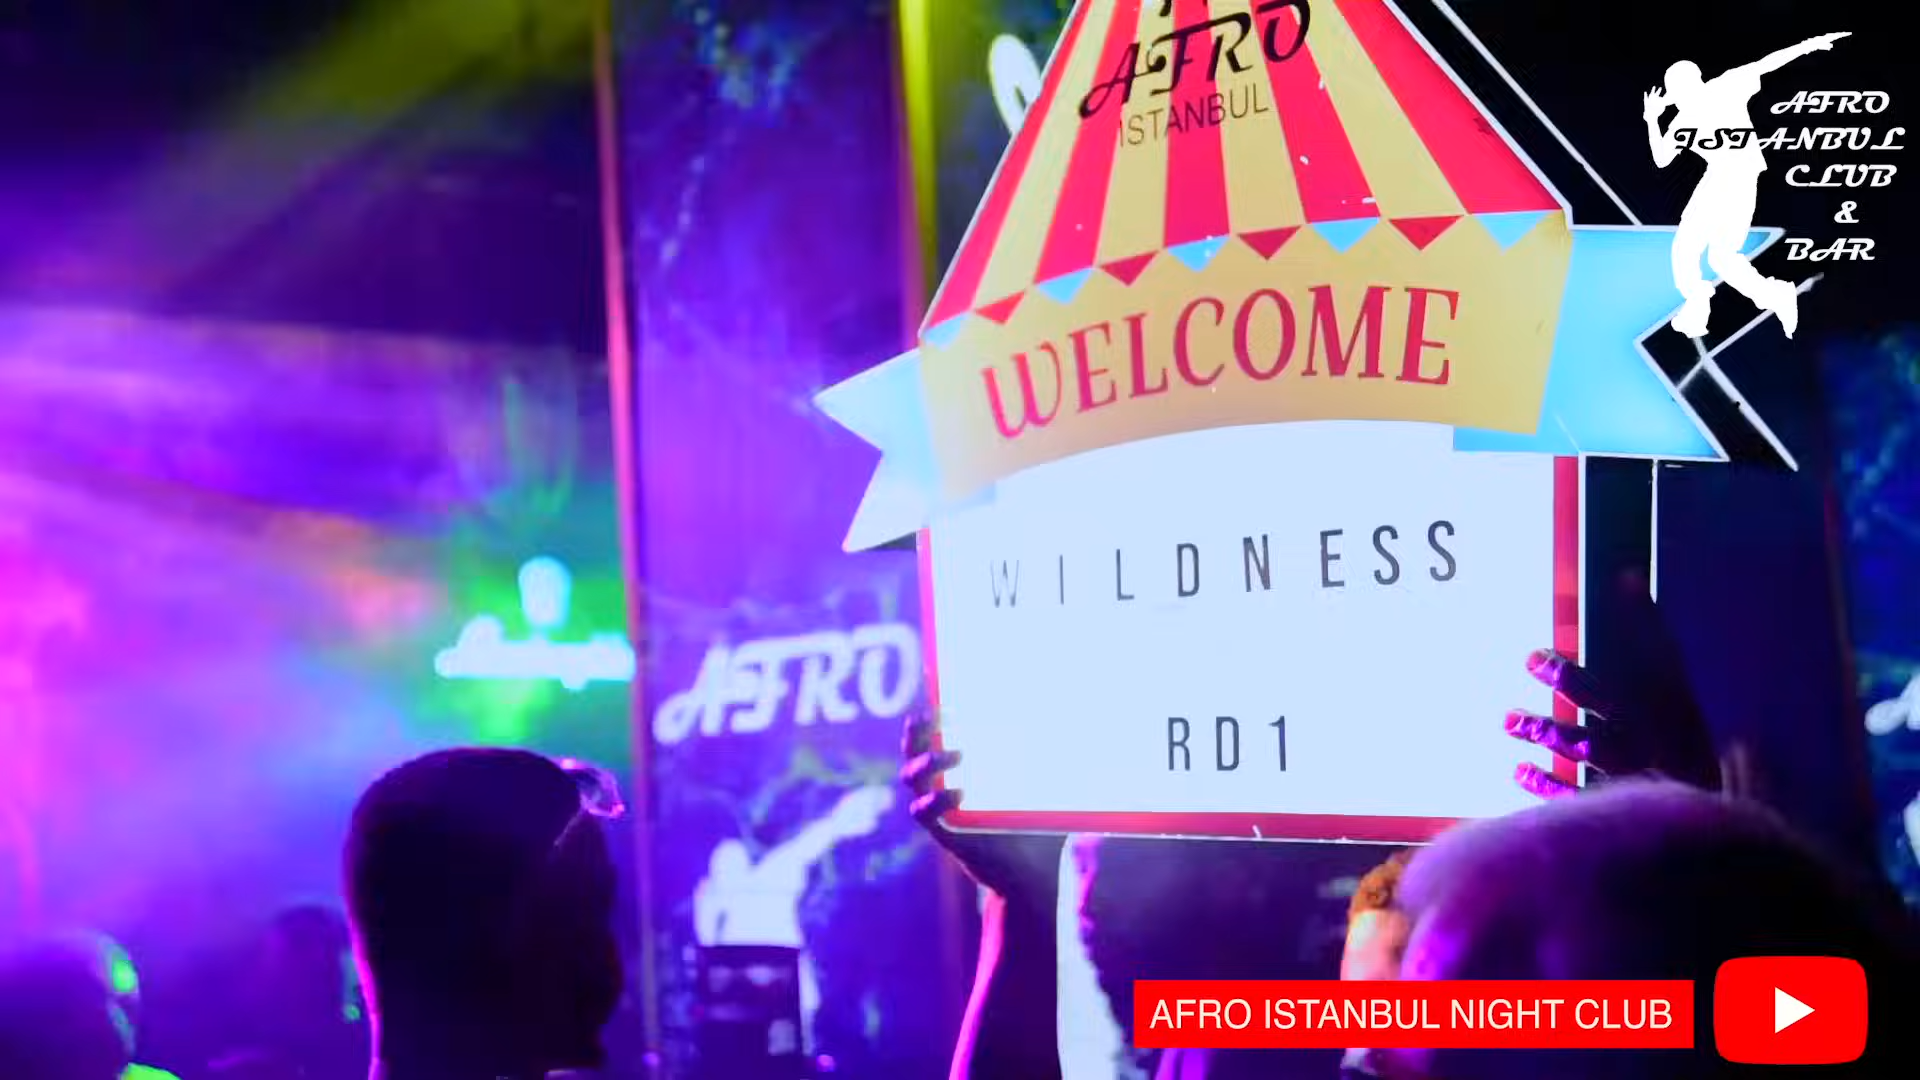 AFRO
ISTANBUL
WELCOME
WILDNESS
RD1
AFRO
AFRO
ISTANBUL
CLUB
&
BAR
AFRO ISTANBUL NIGHT CLUB